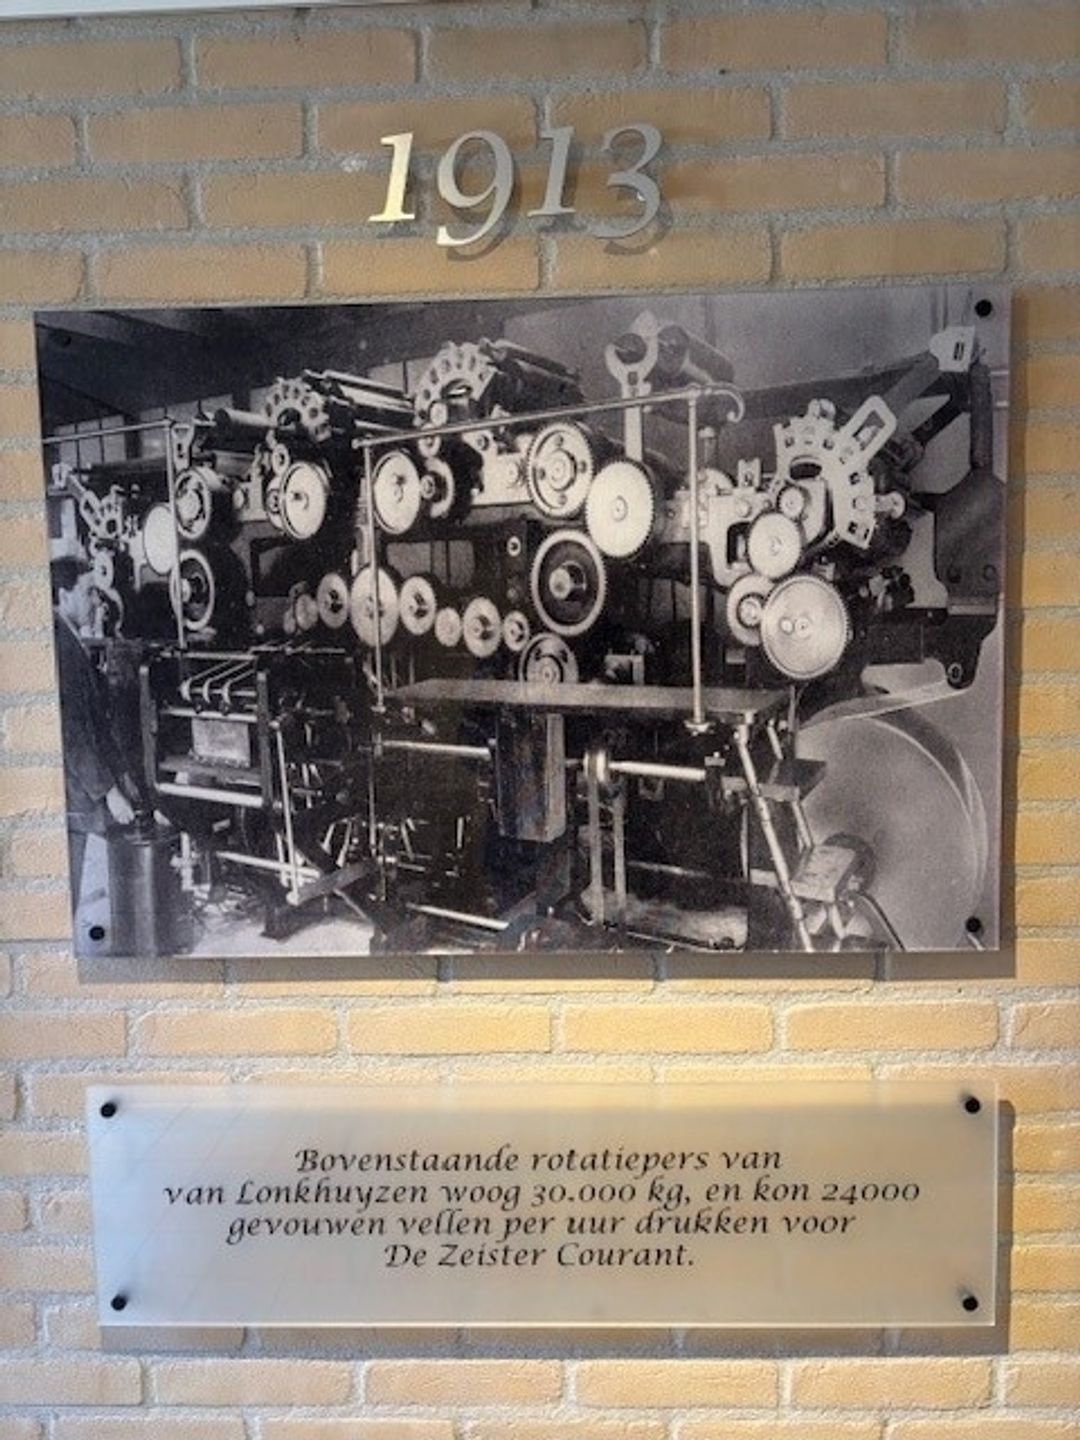 1913
Bovenstaande rotatiepers van
van Lonkhuyzen woog 30.000 kg, en kon 24000
gevouwen vellen per uur drukken voor
De Zeister Courant.